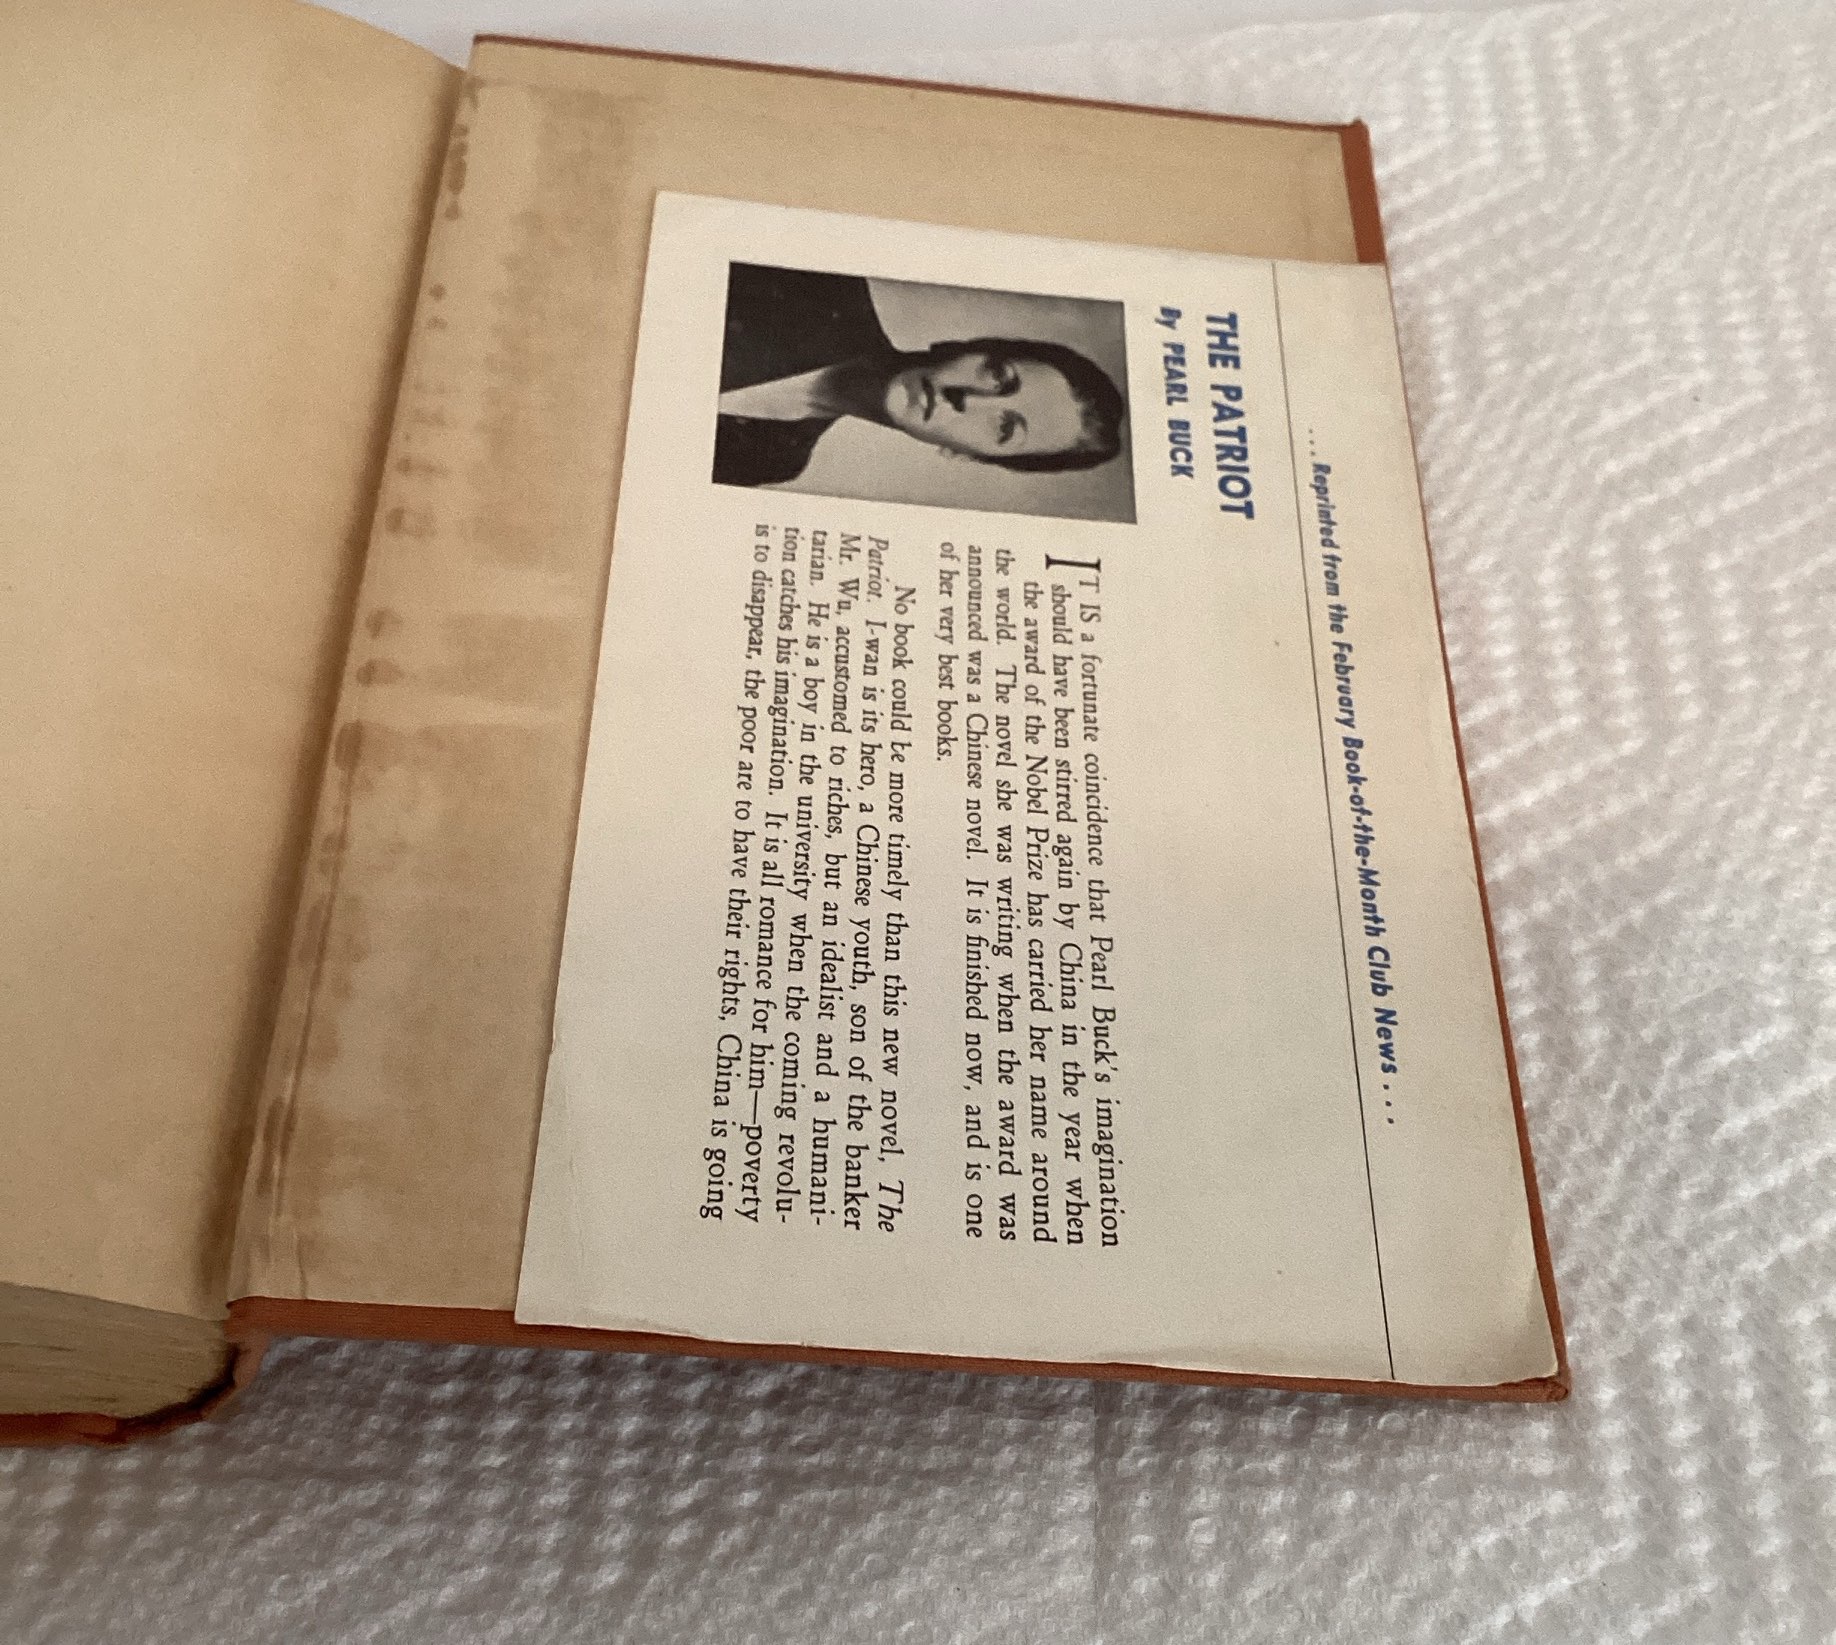 ....Reprinted from the February Book-of-the-Month Club News....
THE PATRIOT
By PEARL BUCK
IT IS a fortunate coincidence that Pearl Buck's imagination
should have been stirred again by China in the year when
the award of the Nobel Prize has carried her name around
the world. The novel she was writing when the award was
announced was a Chinese novel. It is finished now, and is one
of her very best books.
No book could be more timely than this new novel, The
Patriot. I-wan is its hero, a Chinese youth, son of the banker
Mr. Wu, accustomed to riches, but an idealist and a humani-
tarian. He is a boy in the university when the coming revolu-
tion catches his imagination. It is all romance for him—poverty
is to disappear, the poor are to have their rights, China is going